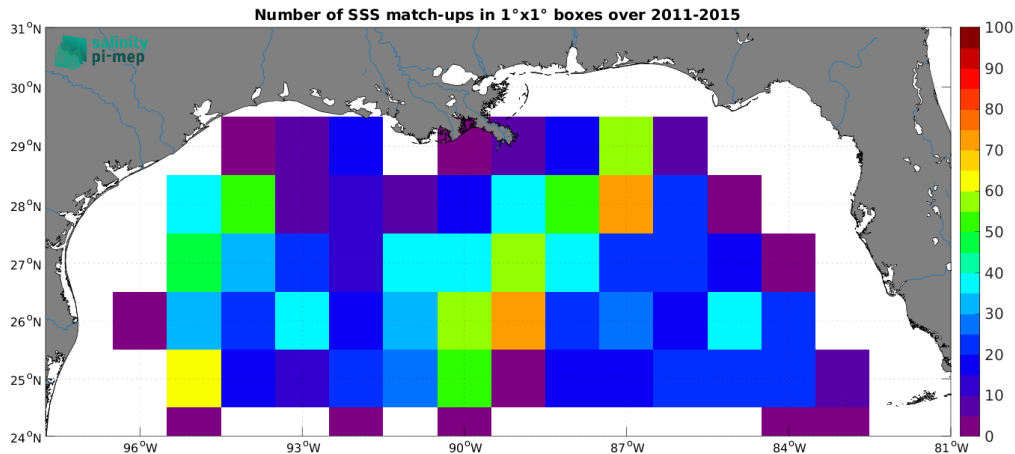 Number of SSS match-ups in 1°x1° boxes over 2011-2015
salinity
pi-mep
31°N
30°N
29°N
28°N
27°N
26°N
25°N
24°N
96°W
93°W
90°W
87°W
84°W
81°W
100
90
80
70
60
50
40
30
20
10
0